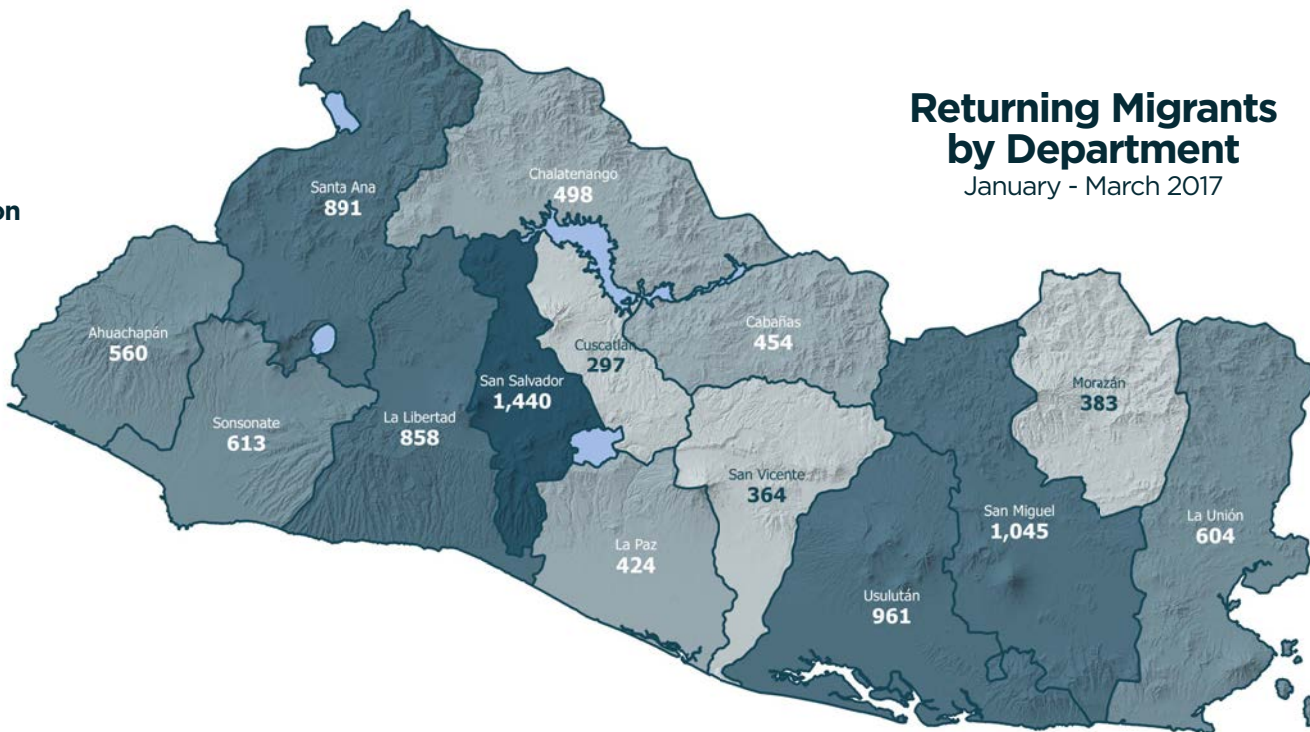 Returning Migrants
by Department
January - March 2017
on
Santa Ana
891
Chalatenango
498
Ahuachapán
560
Sonsonate
613
La Libertad
858
San Salvador
1,440
Cuscatlán
297
Cabañas
454
La Paz
424
San Vicente
364
Usulután
961
San Miguel
1,045
Morazán
383
La Unión
604